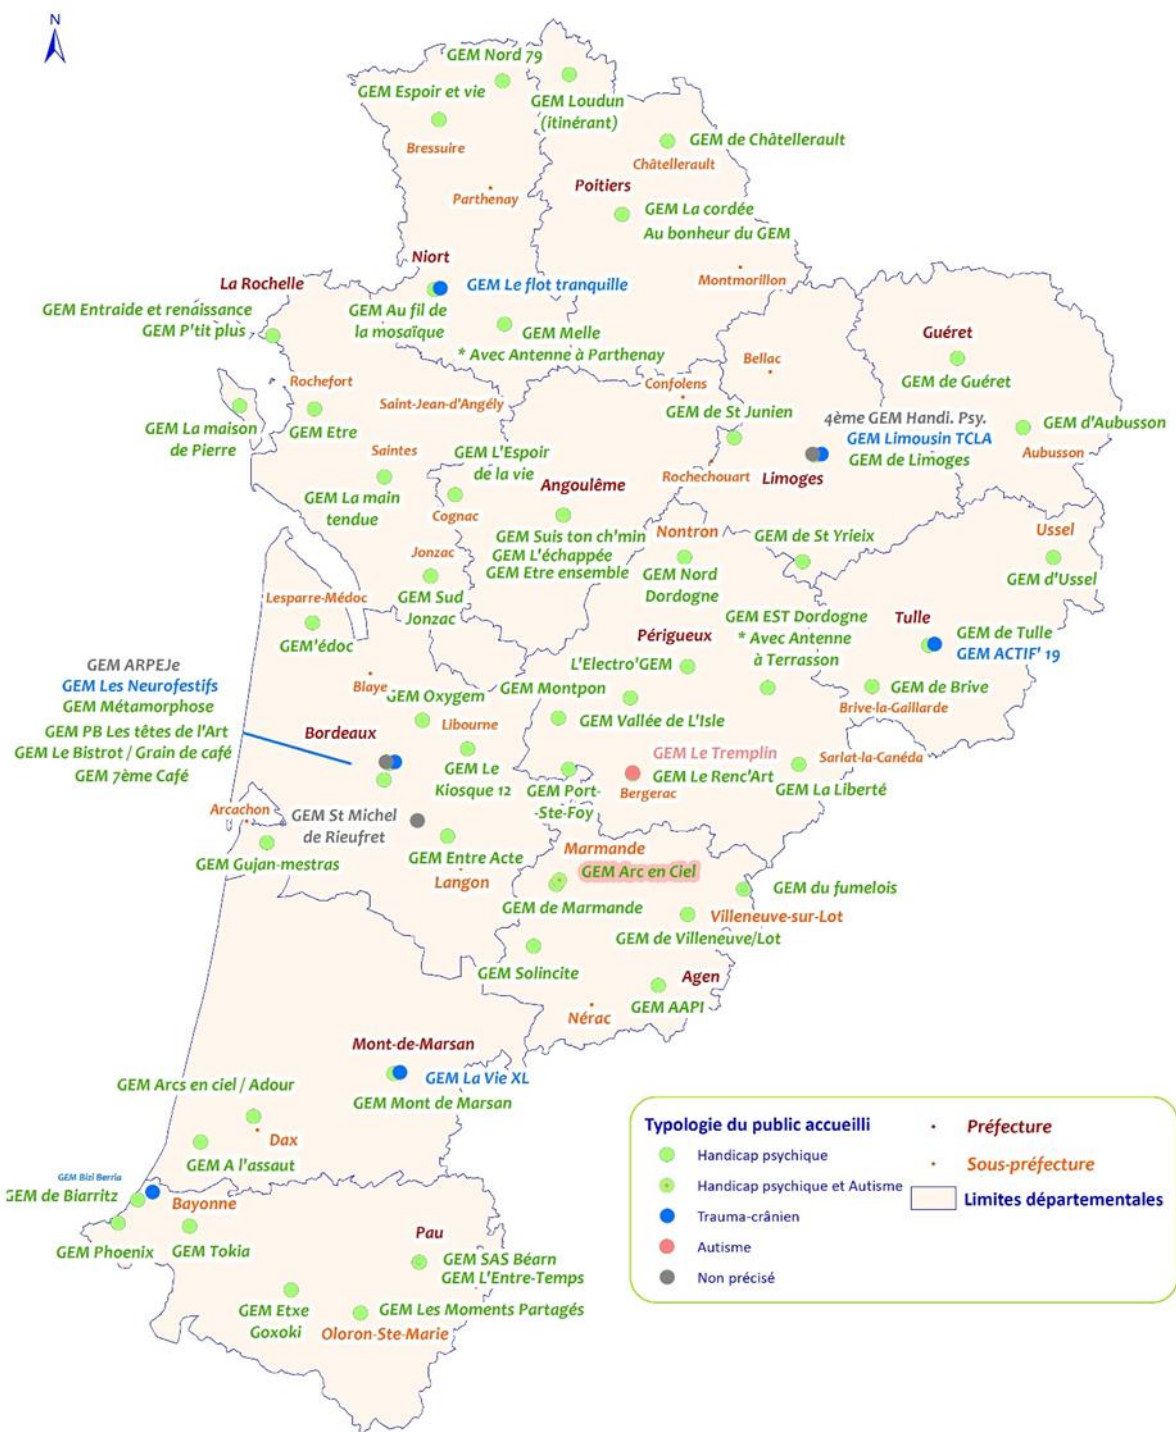 N
GEM Nord 79
GEM Espoir et vie
GEM Loudun
(itinérant)
Bressuire
GEM de Châtellerault
Châtellerault
Parthenay
Poitiers
GEM La cordée
Au bonheur du GEM
Niort
Montmorillon
La Rochelle
GEM Le flot tranquille
GEM Entraide et renaissance
GEM P'tit plus
GEM Au fil de
la mosaïque
GEM Melle
* Avec Antenne à Parthenay
Guéret
Bellac
GEM de Guéret
Rochefort
Confolens
Saint-Jean-d'Angély
GEM de St Junien
4ème GEM Handi. Psy.
GEM Limousin TCLA
GEM de Limoges
GEM d'Aubusson
Aubusson
GEM La maison
de Pierre
GEM Etre
Saintes
GEM L'Espoir
de la vie
Rochechouart
Limoges
Angoulême
GEM La main
tendue
Cognac
GEM Suis ton ch'min
GEM L'échappée
GEM Etre ensemble
Nontron
GEM de St Yrieix
Ussel
Jonzac
GEM Nord
Dordogne
GEM d'Ussel
GEM Sud
Jonzac
Lesparre-Médoc
GEM'édoc
GEM EST Dordogne
* Avec Antenne
à Terrasson
Tulle
Périgueux
GEM de Tulle
GEM ACTIF' 19
GEM ARPEJe
GEM Les Neurofestifs
GEM Métamorphose
GEM PB Les têtes de l'Art
GEM Le Bistrot / Grain de café
GEM 7ème Café
L'Electro'GEM
Blaye
GEM Oxygem
GEM Montpon
GEM de Brive
Brive-la-Gaillarde
Libourne
GEM Vallée de L'Isle
Bordeaux
GEM Le
Kiosque 12
GEM Le Tremplin
GEM Le Renc'Art
Bergerac
Sarlat-la-Canéda
GEM La Liberté
GEM Port-
-Ste-Foy
Arcachon
GEM St Michel
de Rieufret
GEM Gujan-mestras
GEM Entre Acte
Langon
Marmande
GEM Arc en Ciel
GEM de Marmande
GEM du fumelois
Villeneuve-sur-Lot
GEM de Villeneuve/Lot
GEM Solincite
Agen
GEM AAPI
Nérac
Mont-de-Marsan
GEM La Vie XL
GEM Mont de Marsan
GEM Arcs en ciel / Adour
Dax
GEM A l'assaut
GEM Bizi Berria
GEM de Biarritz
Bayonne
GEM Phoenix
GEM Tokia
Pau
GEM SAS Béarn
GEM L'Entre-Temps
GEM Etxe
Goxoki
GEM Les Moments Partagés
Oloron-Ste-Marie
Typologie du public accueilli
Handicap psychique
Handicap psychique et Autisme
Trauma-crânien
Autisme
Non précisé
Préfecture
Sous-préfecture
Limites départementales